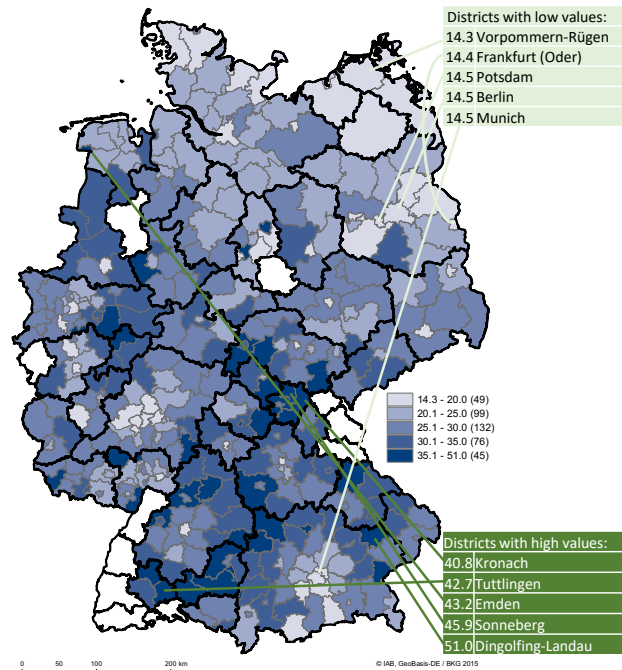 Districts with low values:
14.3 Vorpommern-Rügen
14.4 Frankfurt (Oder)
14.5 Potsdam
14.5 Berlin
14.5 Munich
14.3 - 20.0 (49)
20.1 - 25.0 (99)
25.1 - 30.0 (132)
30.1 - 35.0 (76)
35.1 - 51.0 (45)
Districts with high values:
40.8 Kronach
42.7 Tuttlingen
43.2 Emden
45.9 Sonneberg
51.0 Dingolfing-Landau
0 50 100 200 km
© IAB, GeoBasis-DE / BKG 2015